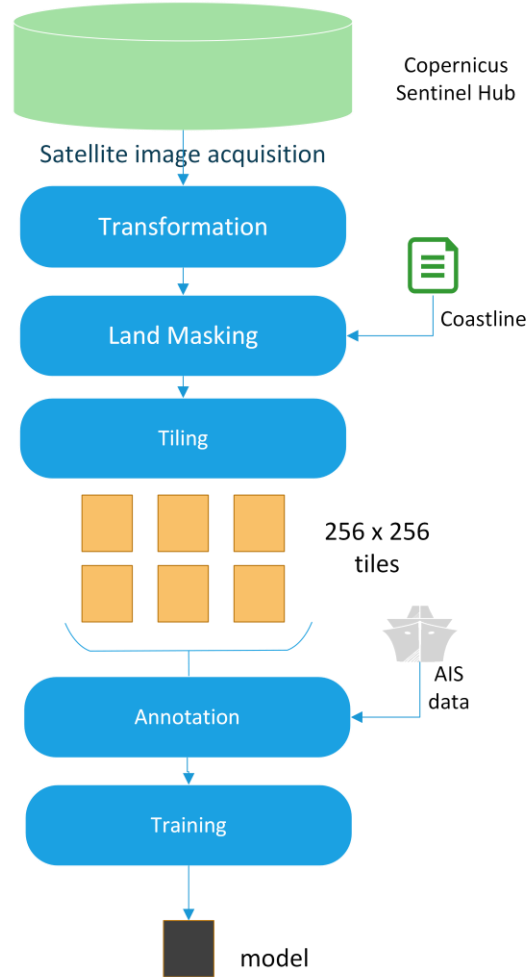 Copernicus
Sentinel Hub
Satellite image acquisition
Transformation
Land Masking
Coastline
Tiling
256 x 256
tiles
AIS
data
Annotation
Training
model